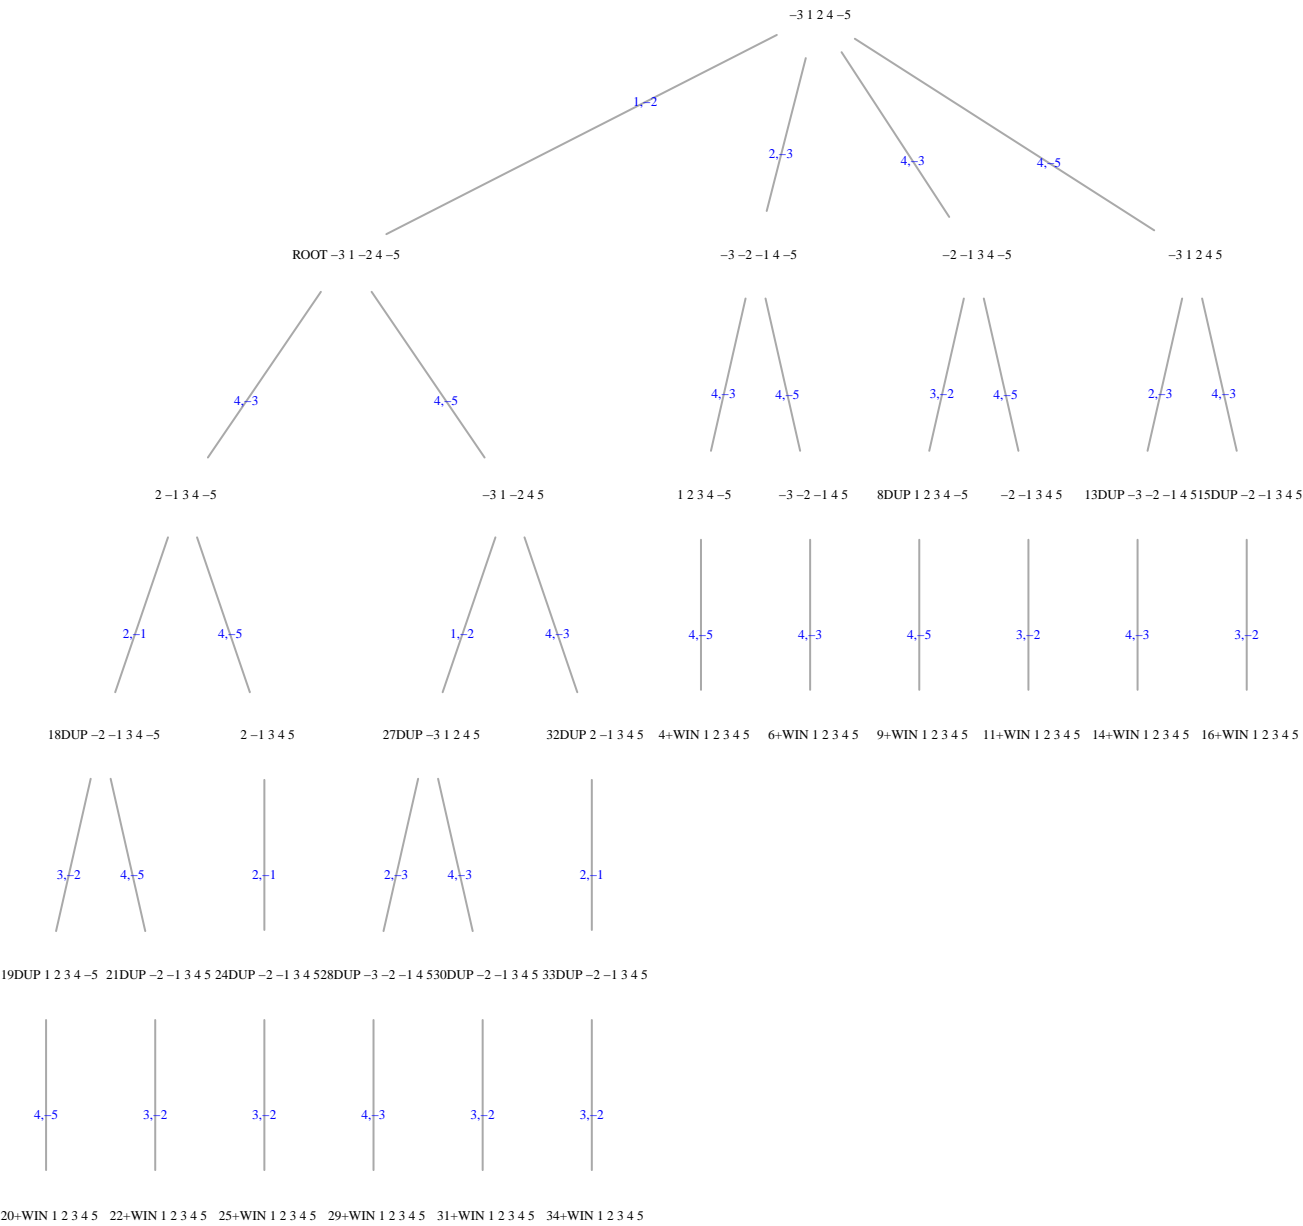 −3 1 2 4 −5
1,−2
2,−3
4,−3
4,−5
ROOT −3 1 −2 4 −5
−3 −2 −1 4 −5
−2 −1 3 4 −5
−3 1 2 4 5
4,−3
4,−5
4,−3
4,−5
3,−2
4,−5
2,−3
4,−3
2 −1 3 4 −5
−3 1 −2 4 5
1 2 3 4 −5
−3 −2 −1 4 5
8DUP 1 2 3 4 −5
−2 −1 3 4 5
13DUP −3 −2 −1 4 5
15DUP −2 −1 3 4 5
2,−1
4,−5
1,−2
4,−3
4,−5
4,−3
4,−5
3,−2
4,−3
3,−2
18DUP −2 −1 3 4 −5
2 −1 3 4 5
27DUP −3 1 2 4 5
32DUP 2 −1 3 4 5
4+WIN 1 2 3 4 5
6+WIN 1 2 3 4 5
9+WIN 1 2 3 4 5
11+WIN 1 2 3 4 5
14+WIN 1 2 3 4 5
16+WIN 1 2 3 4 5
3,−2
4,−5
2,−1
2,−3
4,−3
2,−1
19DUP 1 2 3 4 −5
21DUP −2 −1 3 4 5
24DUP −2 −1 3 4 5
28DUP −3 −2 −1 4 5
30DUP −2 −1 3 4 5
33DUP −2 −1 3 4 5
4,−5
3,−2
3,−2
4,−3
3,−2
3,−2
20+WIN 1 2 3 4 5
22+WIN 1 2 3 4 5
25+WIN 1 2 3 4 5
29+WIN 1 2 3 4 5
31+WIN 1 2 3 4 5
34+WIN 1 2 3 4 5